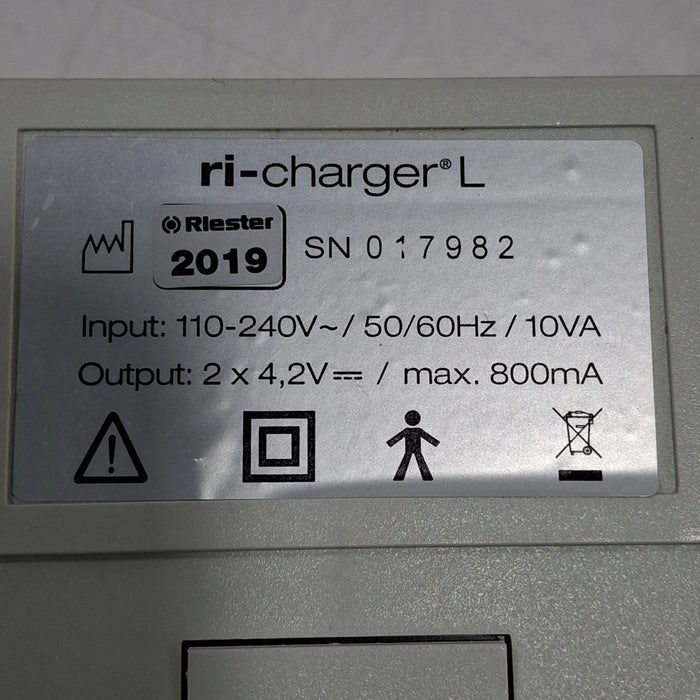 ri-charger® L
Riester
2019
SN 017982
Input: 110-240V~ / 50/60Hz / 10VA
Output: 2 x 4,2V⎓ / max. 800mA